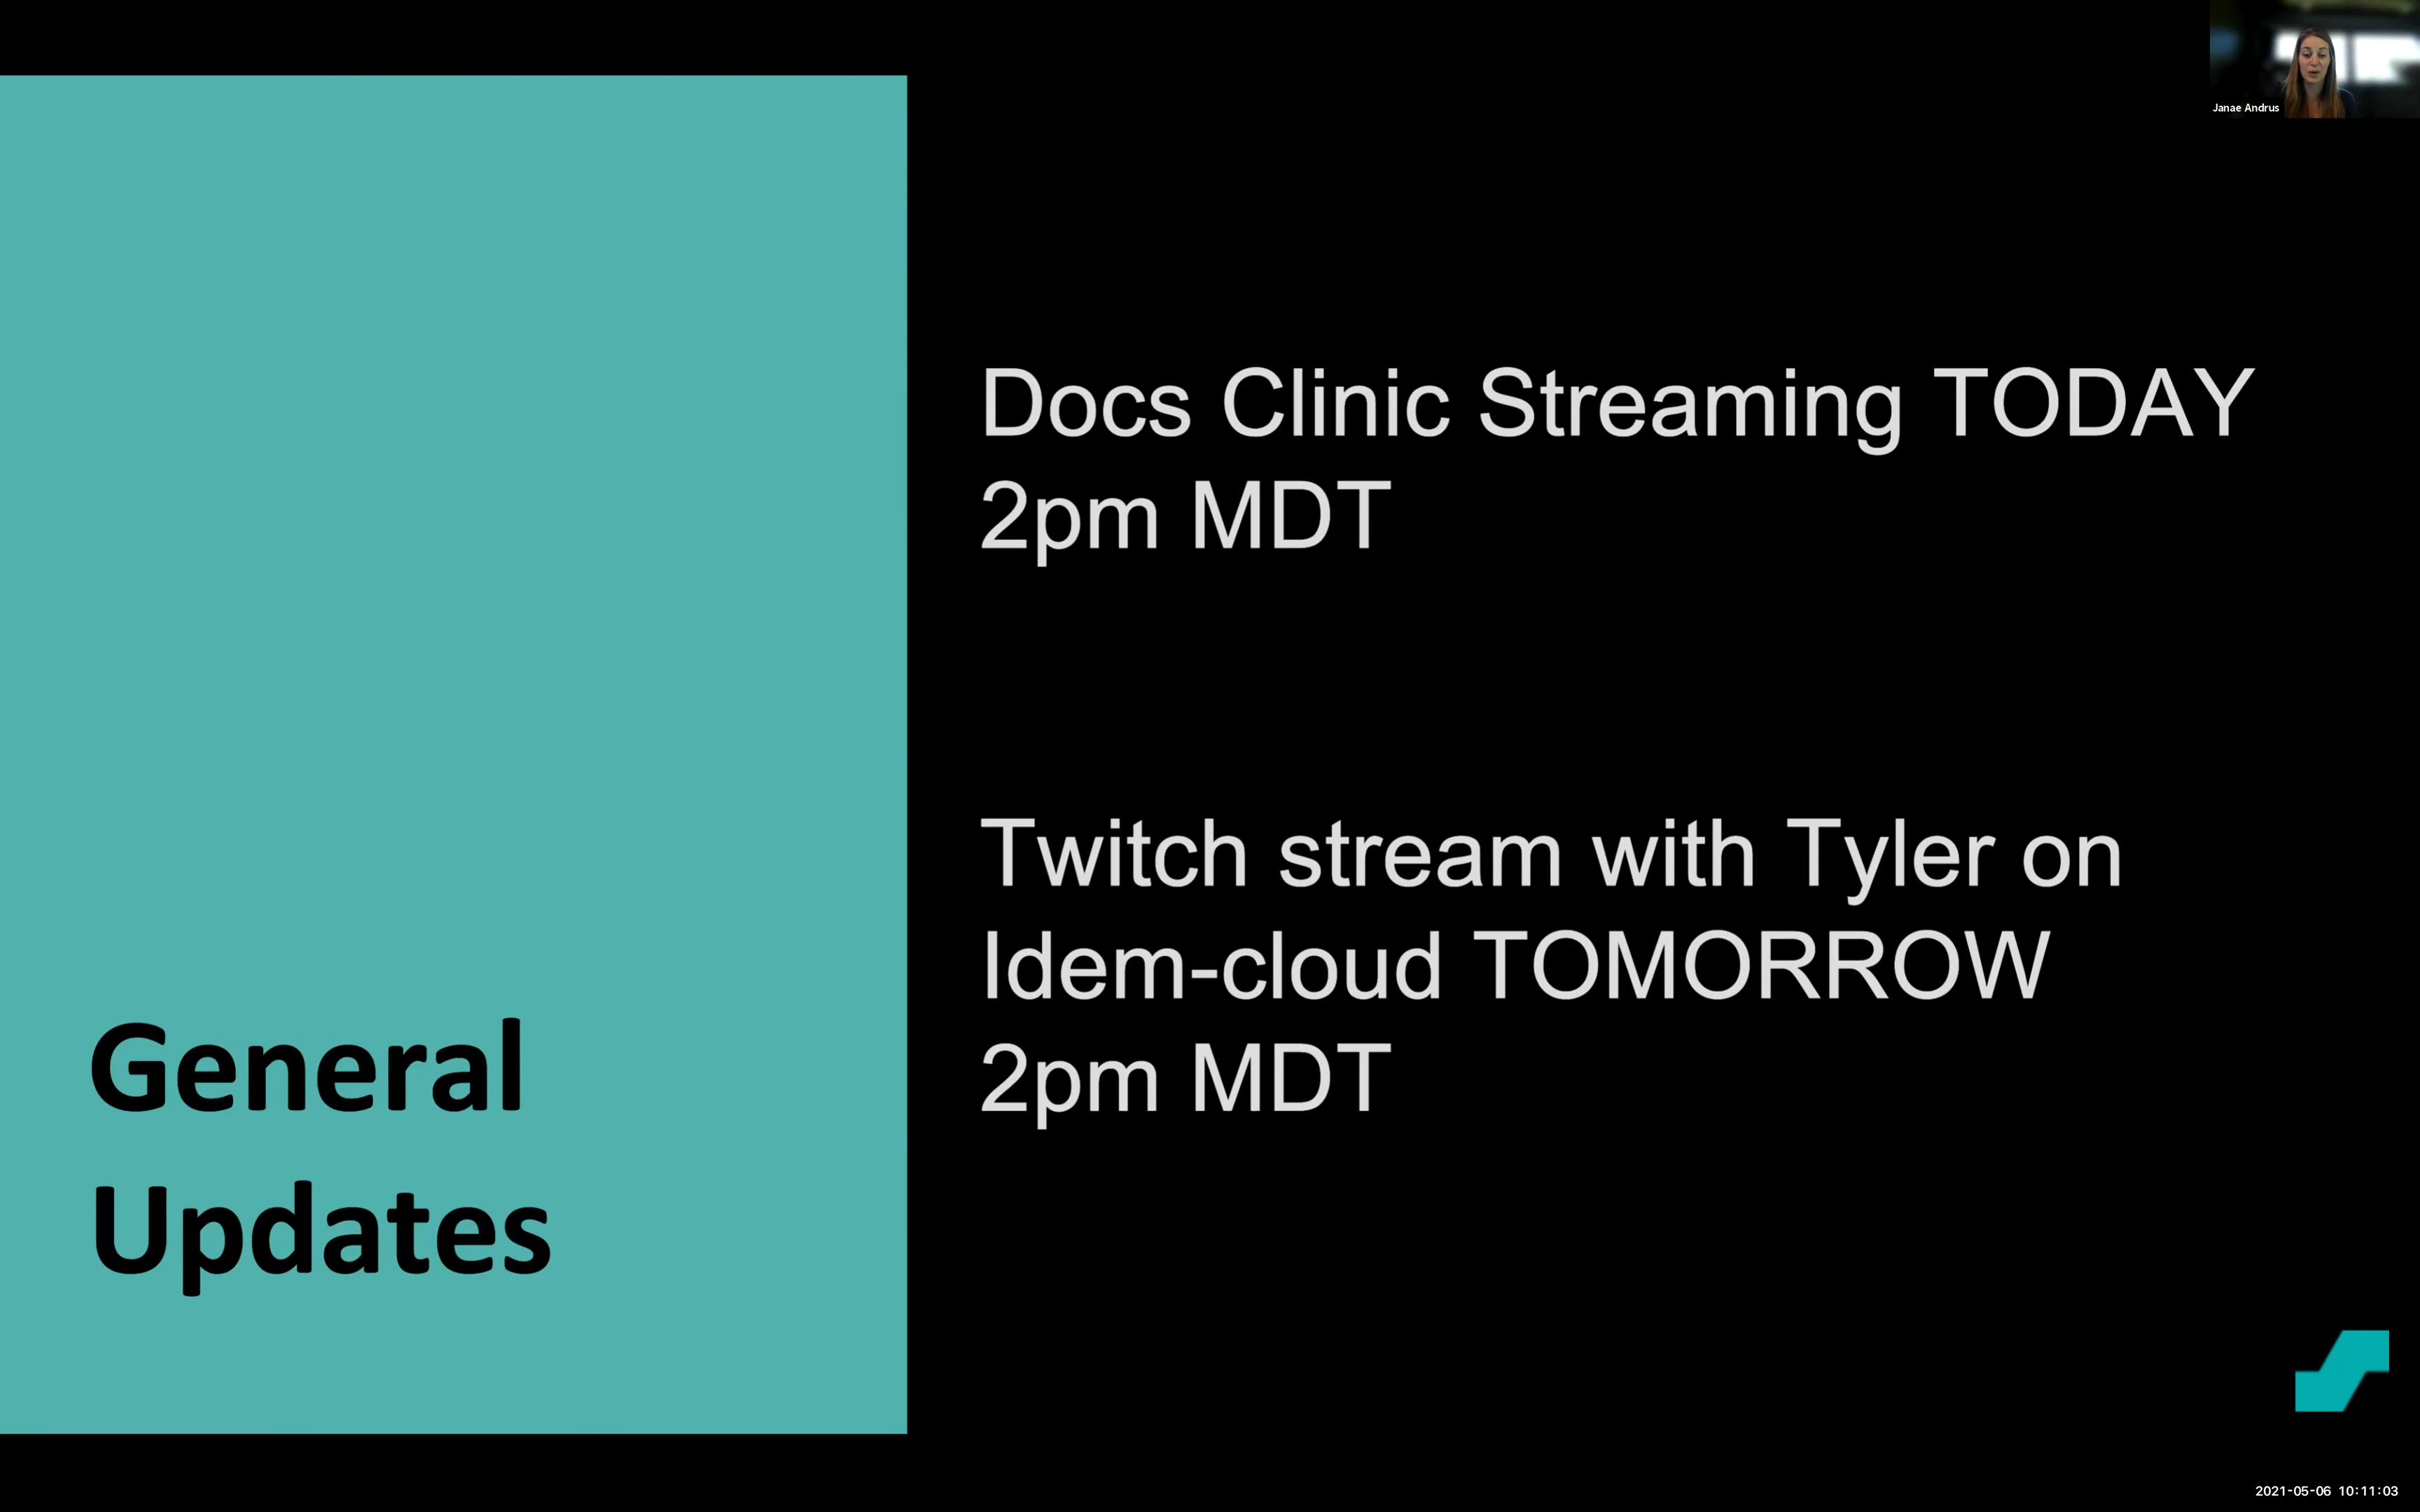 Janae Andrus
General
Updates
Docs Clinic Streaming TODAY
2pm MDT
Twitch stream with Tyler on
Idem-cloud TOMORROW
2pm MDT
2021-05-06 10:11:03